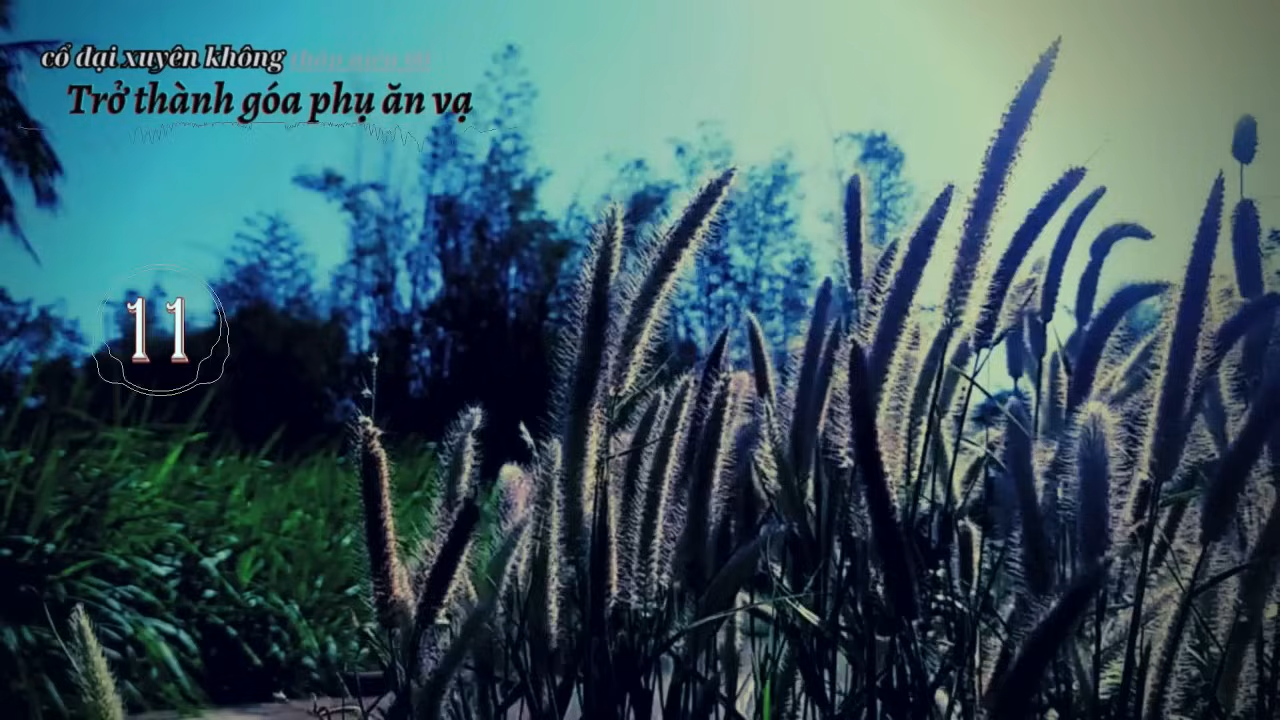 cổ đại xuyên không
Trở thành góa phụ ăn vạ
11